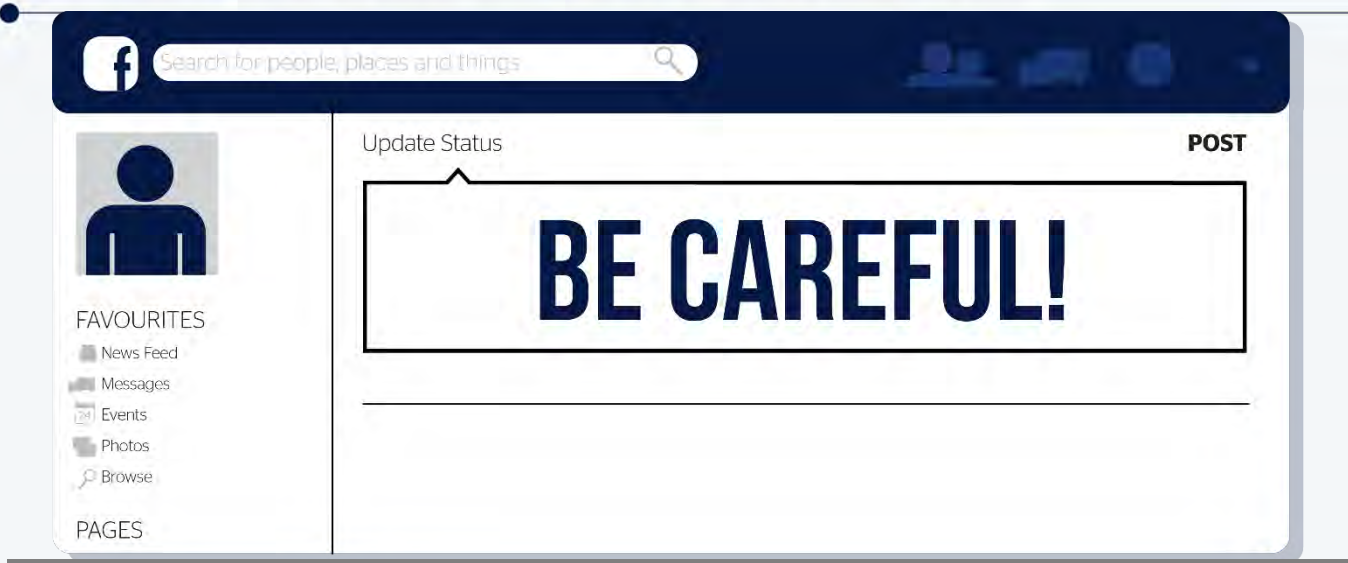 f
Search for people, places and things
Update Status
POST
BE CAREFUL!
FAVOURITES
News Feed
Messages
24
Events
Photos
Browse
PAGES